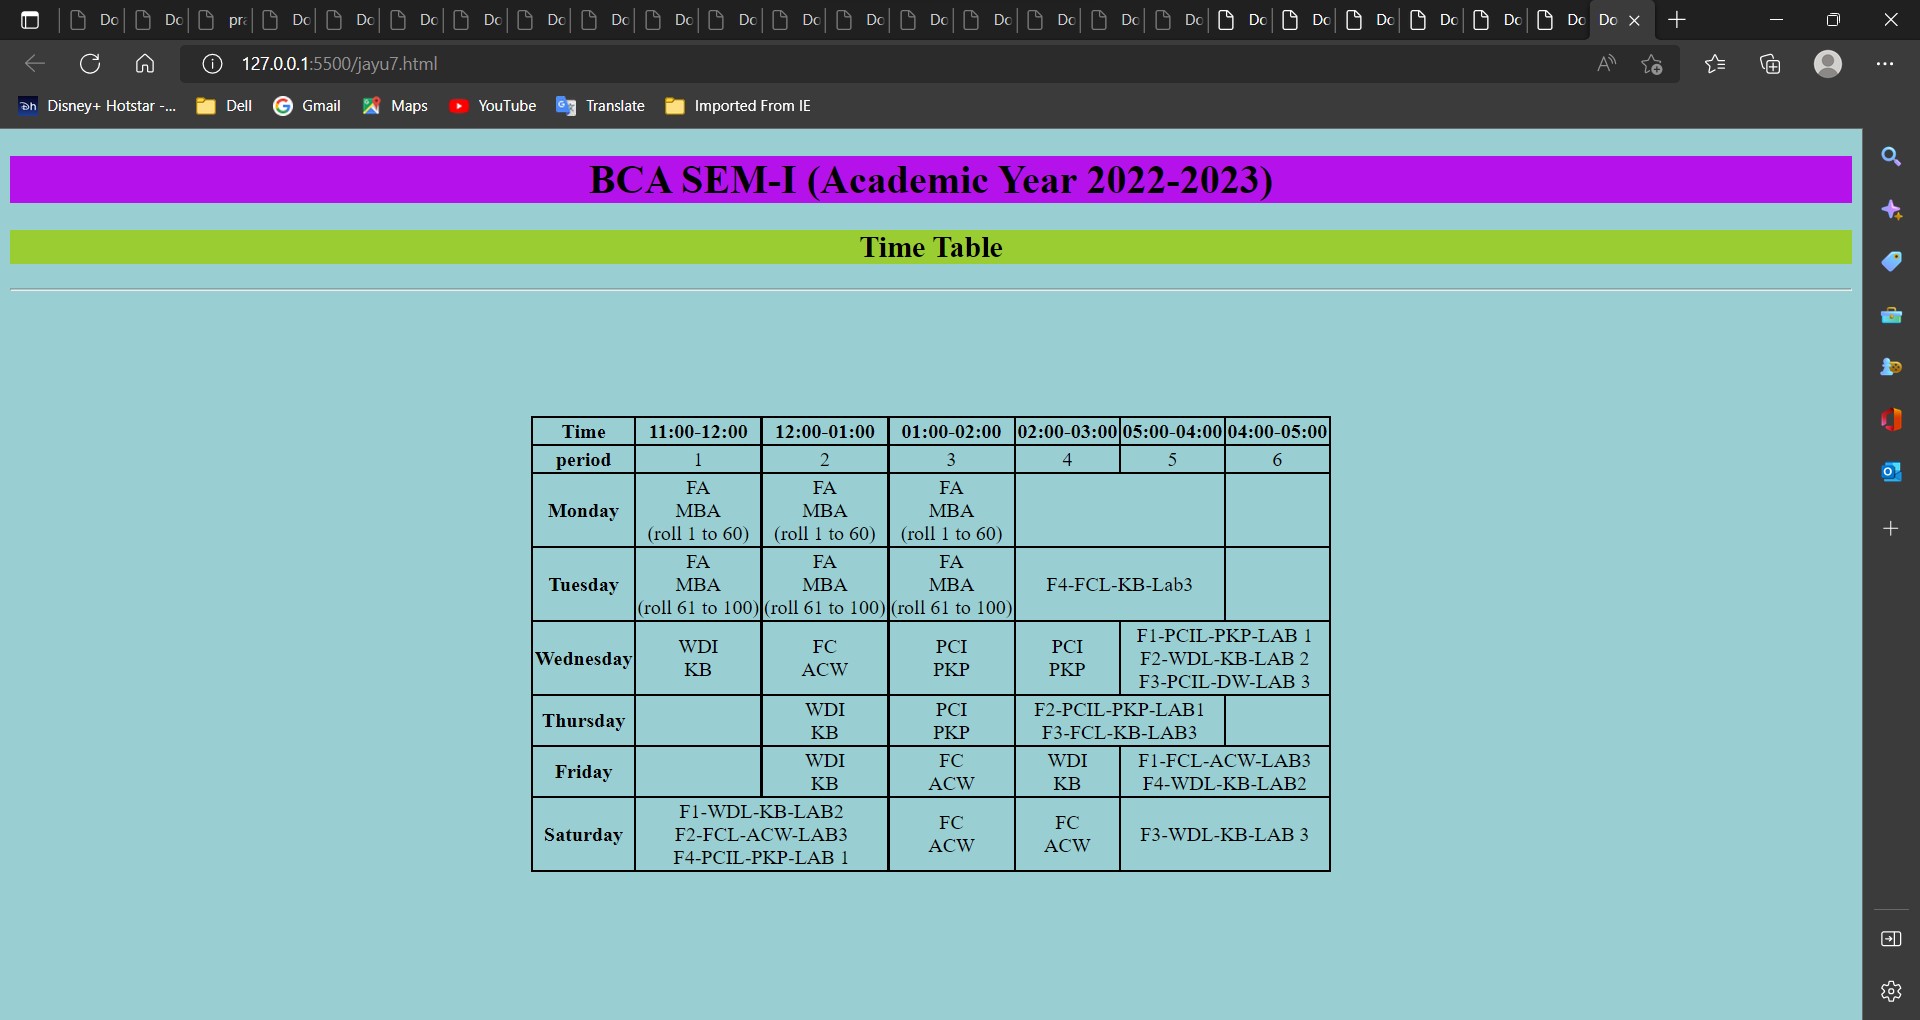 Do Do pr Do Do Do Do Do Do Do Do Do Do Do Do Do Do Do Do Do Do Do Do Do Do
127.0.0.1:5500/jayu7.html
Disney+ Hotstar -... Dell Gmail Maps YouTube Translate Imported From IE
BCA SEM-I (Academic Year 2022-2023)
Time Table
Time 11:00-12:00 12:00-01:00 01:00-02:00 02:00-03:00 05:00-04:00 04:00-05:00
period 1 2 3 4 5 6
FA FA FA
Monday MBA MBA MBA
(roll 1 to 60) (roll 1 to 60) (roll 1 to 60)
FA FA FA
Tuesday MBA MBA MBA F4-FCL-KB-Lab3
(roll 61 to 100) (roll 61 to 100) (roll 61 to 100)
WDI FC PCI PCI F1-PCIL-PKP-LAB 1
Wednesday F2-WDL-KB-LAB 2
KB ACW PKP PKP F3-PCIL-DW-LAB 3
Thursday WDI PCI F2-PCIL-PKP-LAB1
KB PKP F3-FCL-KB-LAB3
Friday WDI FC WDI F1-FCL-ACW-LAB3
KB ACW KB F4-WDL-KB-LAB2
F1-WDL-KB-LAB2 FC FC
Saturday F2-FCL-ACW-LAB3 F3-WDL-KB-LAB 3
F4-PCIL-PKP-LAB 1 ACW ACW